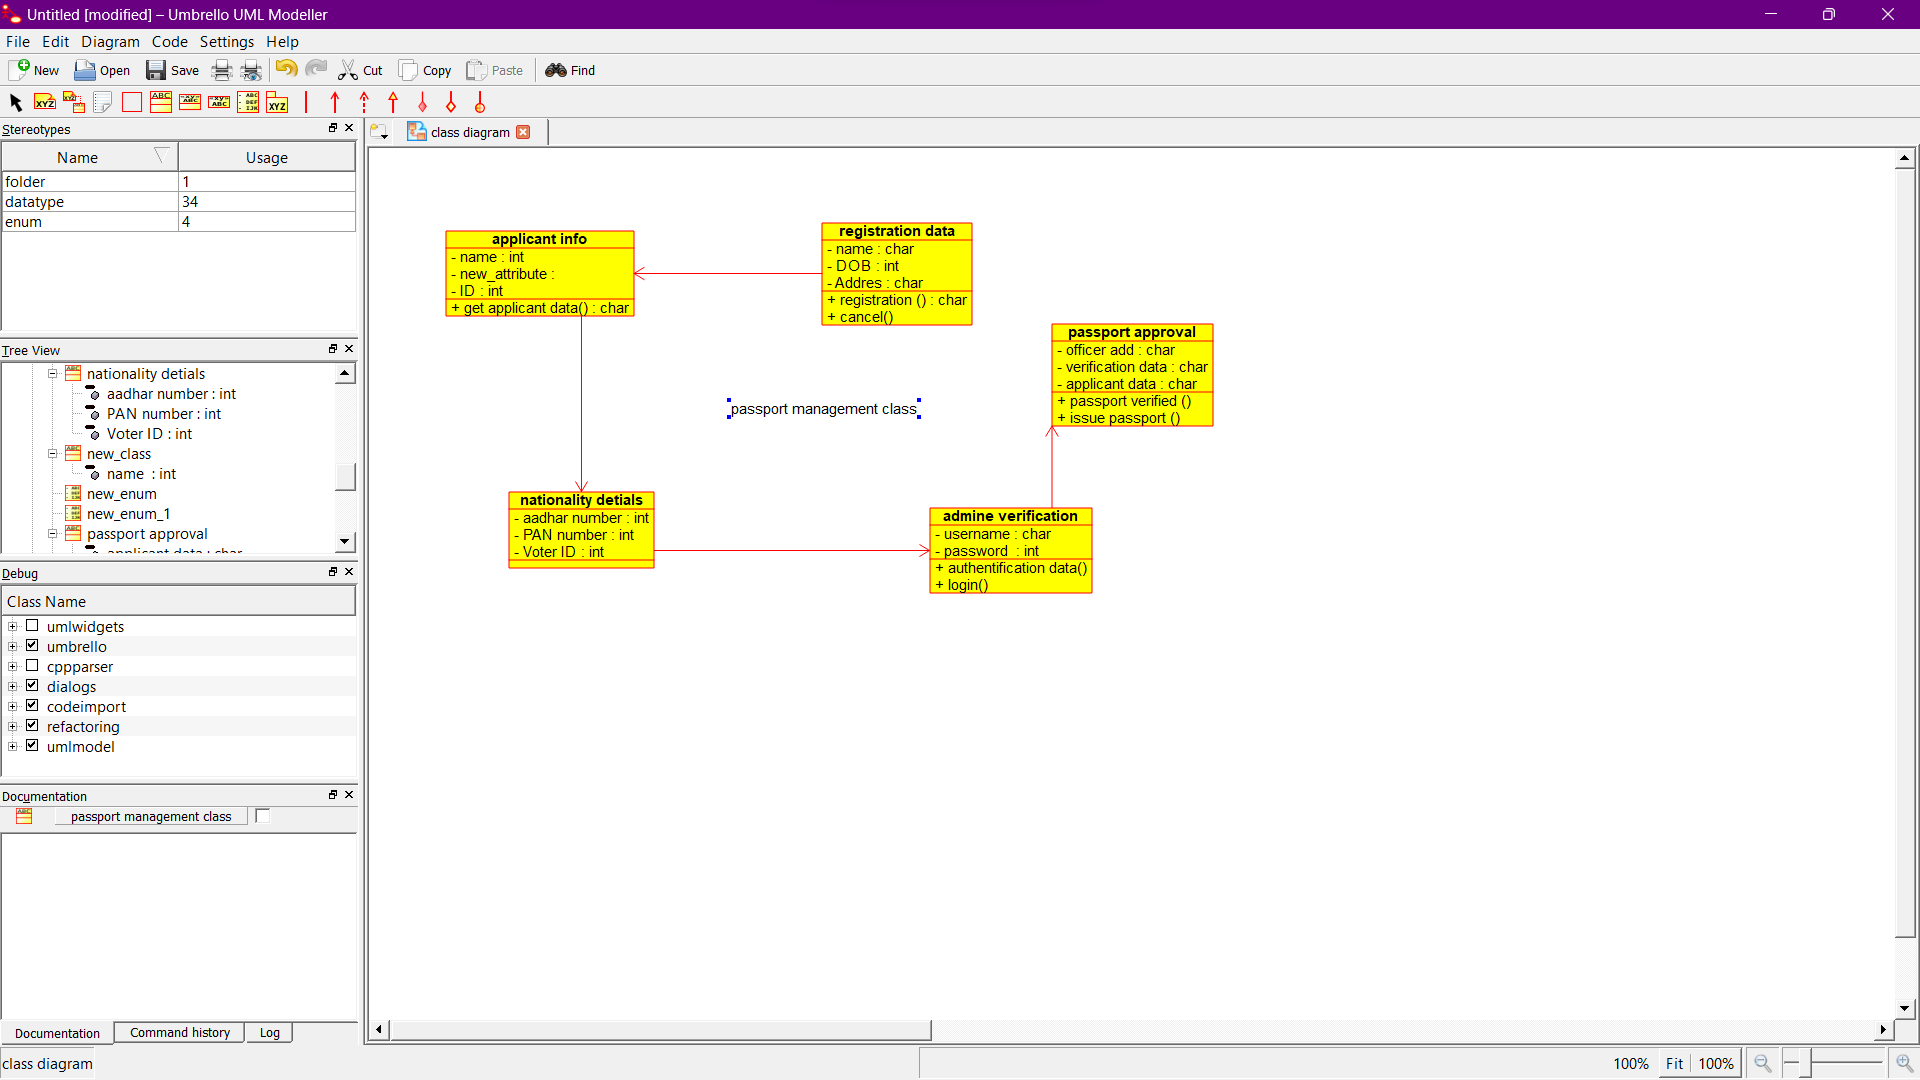 Untitled [modified] – Umbrello UML Modeller
File Edit Diagram Code Settings Help
New Open Save Cut Copy Paste Find
Stereotypes
class diagram
Name Usage
folder 1
datatype 34
enum 4
Tree View
nationality detials
aadhar number : int
PAN number : int
Voter ID : int
new_class
name  : int
new_enum
new_enum_1
passport approval
applicant data : char
Debug
Class Name
umlwidgets
umbrello
cppparser
dialogs
codeimport
refactoring
umlmodel
Documentation
passport management class
Documentation Command history Log
class diagram
applicant info
- name : int
- new_attribute :
- ID : int
+ get applicant data() : char
registration data
- name : char
- DOB : int
- Addres : char
+ registration () : char
+ cancel()
passport approval
- officer add : char
- verification data : char
- applicant data : char
+ passport verified ()
+ issue passport ()
passport management class
nationality detials
- aadhar number : int
- PAN number : int
- Voter ID : int
admine verification
- username : char
- password  : int
+ authentification data()
+ login()
100% Fit 100%